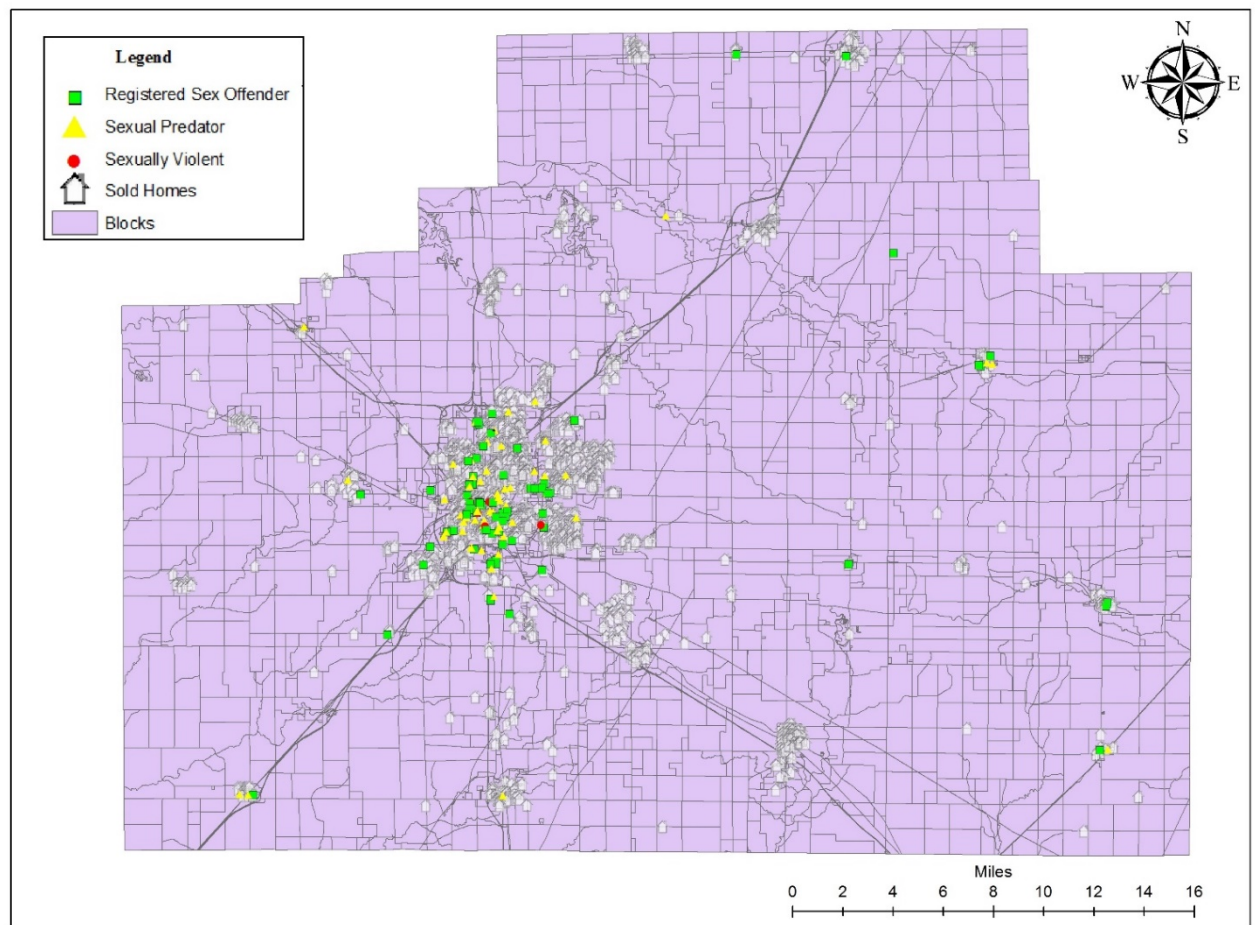 Legend
Registered Sex Offender
Sexual Predator
Sexually Violent
Sold Homes
Blocks
N
W E
S
Miles
0 2 4 6 8 10 12 14 16